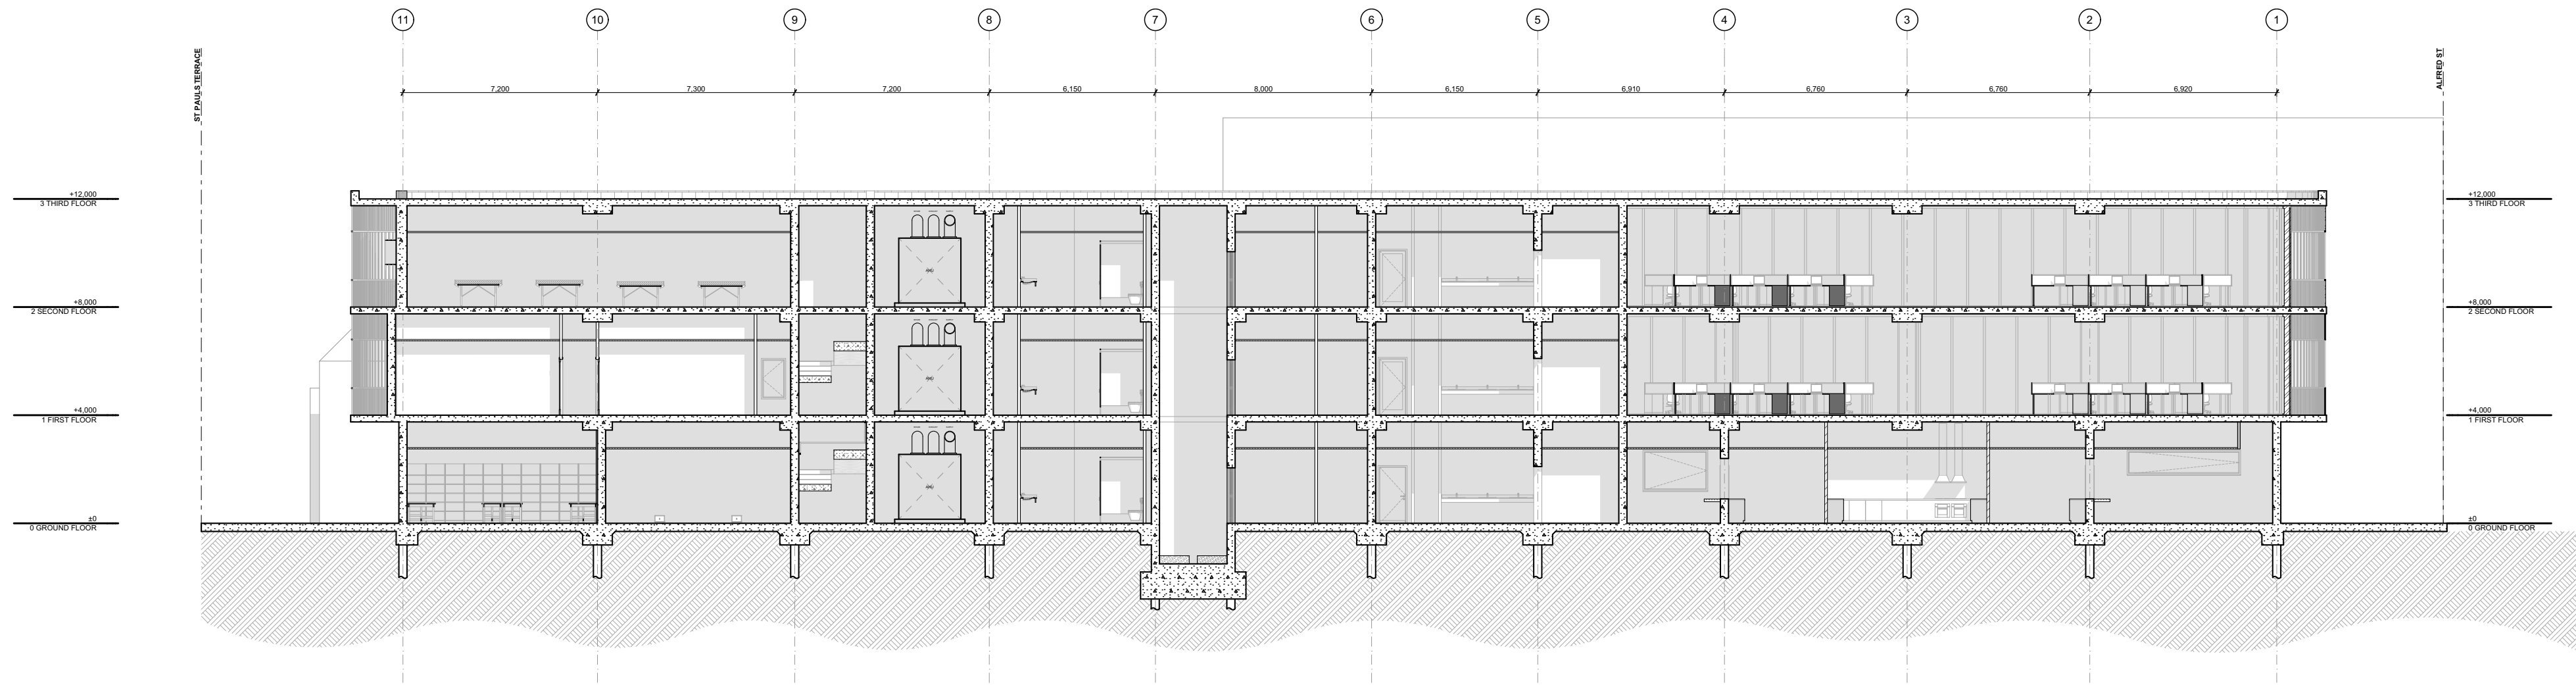 11 10 9 8 7 6 5 4 3 2 1
ST PAULS TERRACE
ALFRED ST
7,200 7,300 7,200 6,150 8,000 6,150 6,910 6,760 6,760 6,920
+12,000
3 THIRD FLOOR
+12,000
3 THIRD FLOOR
+8,000
2 SECOND FLOOR
+8,000
2 SECOND FLOOR
+4,000
1 FIRST FLOOR
+4,000
1 FIRST FLOOR
±0
0 GROUND FLOOR
±0
0 GROUND FLOOR